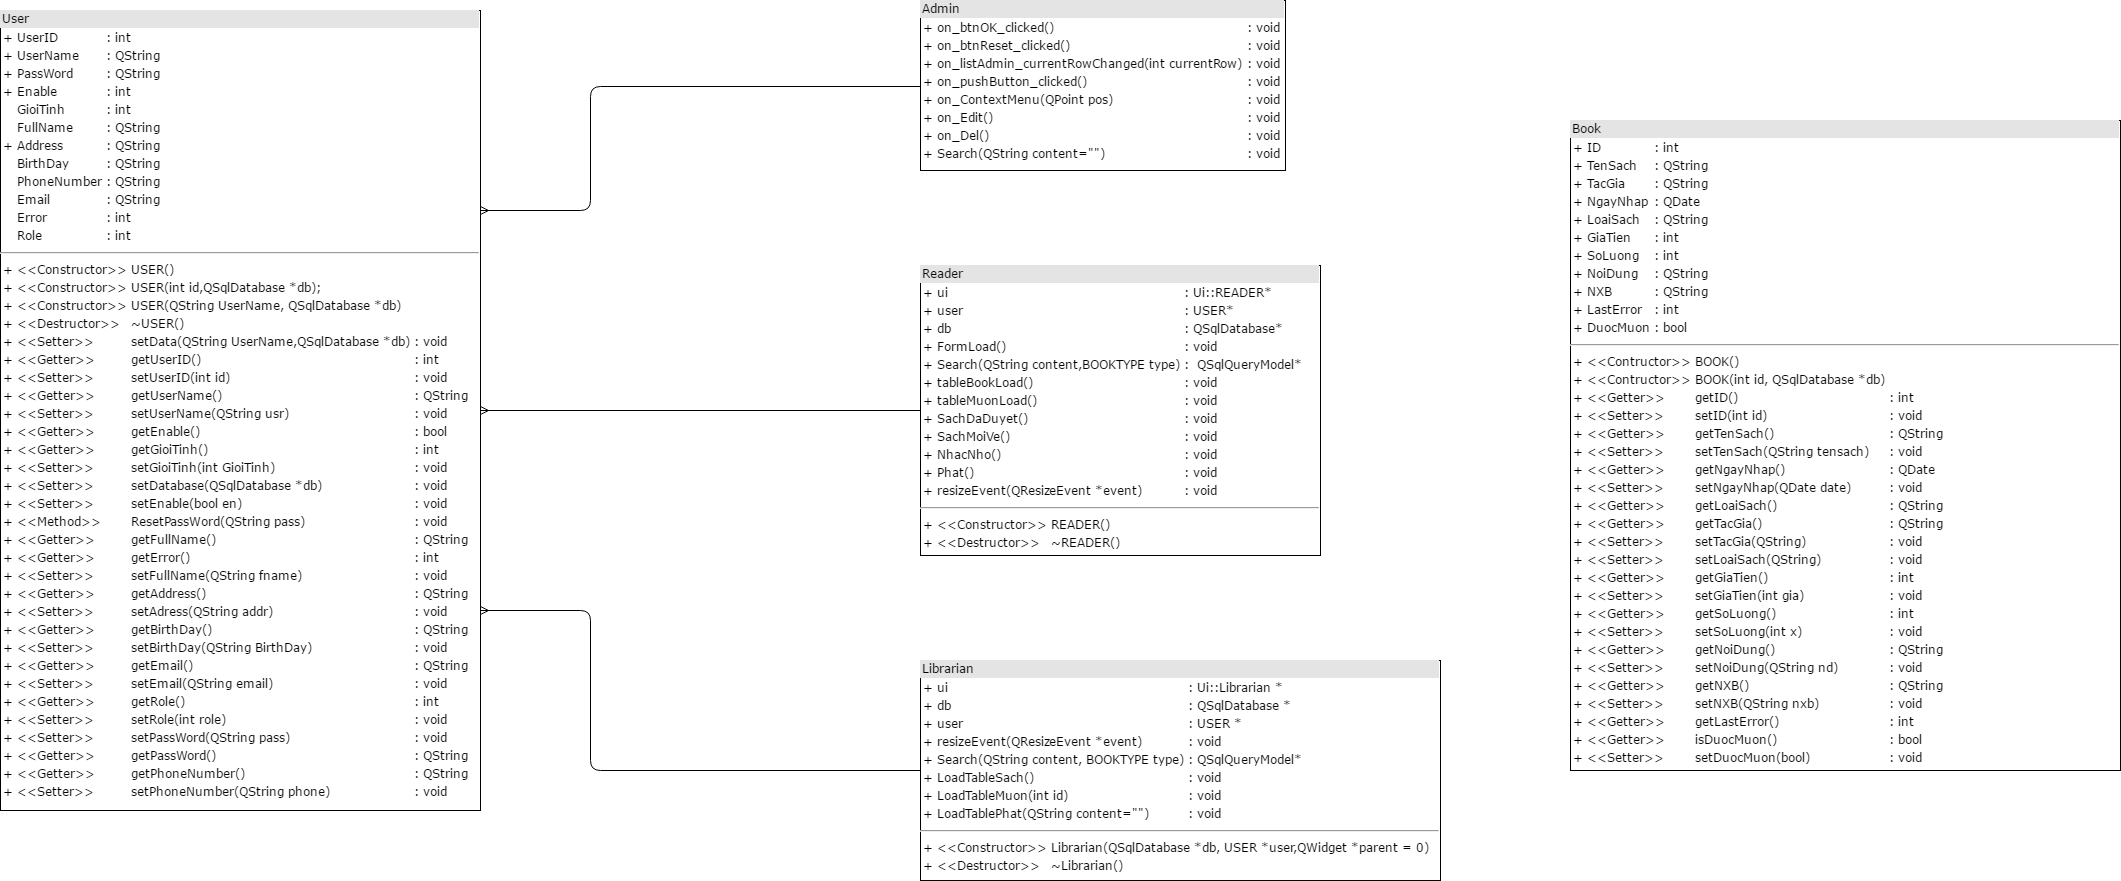 User
+ UserID : int
+ UserName : QString
+ PassWord : QString
+ Enable : int
GioiTinh : int
FullName : QString
+ Address : QString
BirthDay : QString
PhoneNumber : QString
Email : QString
Error : int
Role : int
+ <<Constructor>> USER()
+ <<Constructor>> USER(int id,QSqlDatabase *db);
+ <<Constructor>> USER(QString UserName, QSqlDatabase *db)
+ <<Destructor>> ~USER()
+ <<Setter>> setData(QString UserName,QSqlDatabase *db) : void
+ <<Getter>> getUserID() : int
+ <<Setter>> setUserID(int id) : void
+ <<Getter>> getUserName() : QString
+ <<Setter>> setUserName(QString usr) : void
+ <<Getter>> getEnable() : bool
+ <<Getter>> getGioiTinh() : int
+ <<Setter>> setGioiTinh(int GioiTinh) : void
+ <<Setter>> setDatabase(QSqlDatabase *db) : void
+ <<Setter>> setEnable(bool en) : void
+ <<Method>> ResetPassWord(QString pass) : void
+ <<Getter>> getFullName() : QString
+ <<Getter>> getError() : int
+ <<Setter>> setFullName(QString fname) : void
+ <<Getter>> getAddress() : QString
+ <<Setter>> setAdress(QString addr) : void
+ <<Getter>> getBirthDay() : QString
+ <<Setter>> setBirthDay(QString BirthDay) : void
+ <<Getter>> getEmail() : QString
+ <<Setter>> setEmail(QString email) : void
+ <<Getter>> getRole() : int
+ <<Setter>> setRole(int role) : void
+ <<Setter>> setPassWord(QString pass) : void
+ <<Getter>> getPassWord() : QString
+ <<Getter>> getPhoneNumber() : QString
+ <<Setter>> setPhoneNumber(QString phone) : void
Admin
+ on_btnOK_clicked() : void
+ on_btnReset_clicked() : void
+ on_listAdmin_currentRowChanged(int currentRow) : void
+ on_pushButton_clicked() : void
+ on_ContextMenu(QPoint pos) : void
+ on_Edit() : void
+ on_Del() : void
+ Search(QString content="") : void
Reader
+ ui : Ui::READER*
+ user : USER*
+ db : QSqlDatabase*
+ FormLoad() : void
+ Search(QString content,BOOKTYPE type) : QSqlQueryModel*
+ tableBookLoad() : void
+ tableMuonLoad() : void
+ SachDaDuyet() : void
+ SachMoiVe() : void
+ NhacNho() : void
+ Phat() : void
+ resizeEvent(QResizeEvent *event) : void
+ <<Constructor>> READER()
+ <<Destructor>> ~READER()
Librarian
+ ui : Ui::Librarian *
+ db : QSqlDatabase *
+ user : USER *
+ resizeEvent(QResizeEvent *event) : void
+ Search(QString content, BOOKTYPE type) : QSqlQueryModel*
+ LoadTableSach() : void
+ LoadTableMuon(int id) : void
+ LoadTablePhat(QString content="") : void
+ <<Constructor>> Librarian(QSqlDatabase *db, USER *user,QWidget *parent = 0)
+ <<Destructor>> ~Librarian()
Book
+ ID : int
+ TenSach : QString
+ TacGia : QString
+ NgayNhap : QDate
+ LoaiSach : QString
+ GiaTien : int
+ SoLuong : int
+ NoiDung : QString
+ NXB : QString
+ LastError : int
+ DuocMuon : bool
+ <<Contructor>> BOOK()
+ <<Contructor>> BOOK(int id, QSqlDatabase *db)
+ <<Getter>> getID() : int
+ <<Setter>> setID(int id) : void
+ <<Getter>> getTenSach() : QString
+ <<Setter>> setTenSach(QString tensach) : void
+ <<Getter>> getNgayNhap() : QDate
+ <<Setter>> setNgayNhap(QDate date) : void
+ <<Getter>> getLoaiSach() : QString
+ <<Getter>> getTacGia() : QString
+ <<Setter>> setTacGia(QString) : void
+ <<Setter>> setLoaiSach(QString) : void
+ <<Getter>> getGiaTien() : int
+ <<Setter>> setGiaTien(int gia) : void
+ <<Getter>> getSoLuong() : int
+ <<Setter>> setSoLuong(int x) : void
+ <<Getter>> getNoiDung() : QString
+ <<Setter>> setNoiDung(QString nd) : void
+ <<Getter>> getNXB() : QString
+ <<Setter>> setNXB(QString nxb) : void
+ <<Getter>> getLastError() : int
+ <<Getter>> isDuocMuon() : bool
+ <<Setter>> setDuocMuon(bool) : void